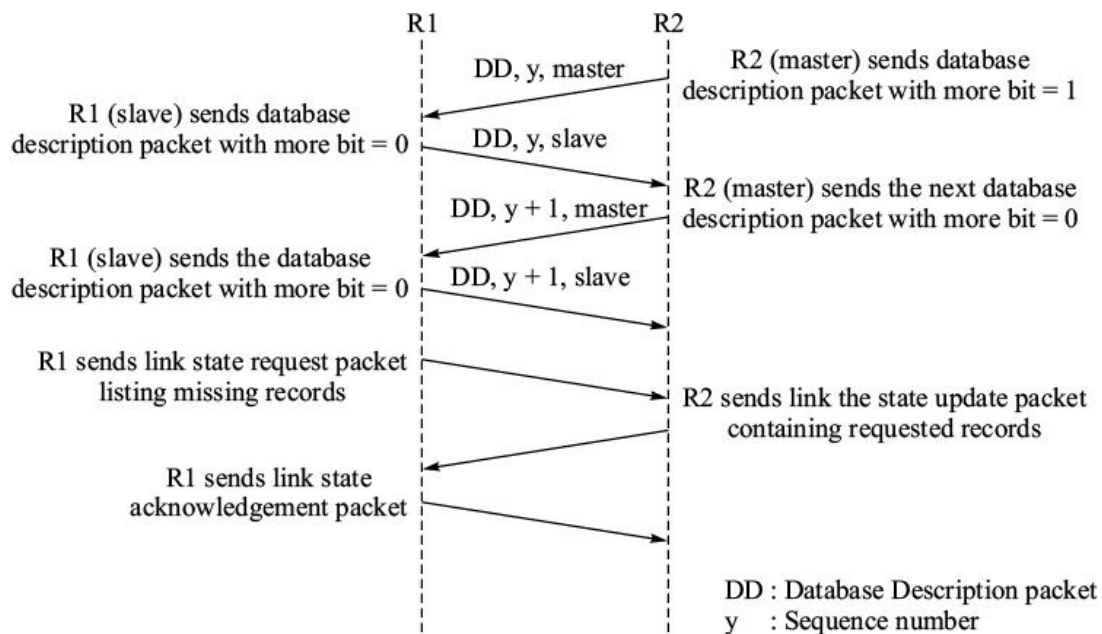 R1
R2
DD, y, master
R2 (master) sends database
description packet with more bit = 1
R1 (slave) sends database
description packet with more bit = 0
DD, y, slave
R2 (master) sends the next database
description packet with more bit = 0
DD, y + 1, master
R1 (slave) sends the database
description packet with more bit = 0
DD, y + 1, slave
R1 sends link state request packet
listing missing records
R2 sends link the state update packet
containing requested records
R1 sends link state
acknowledgement packet
DD : Database Description packet
y : Sequence number